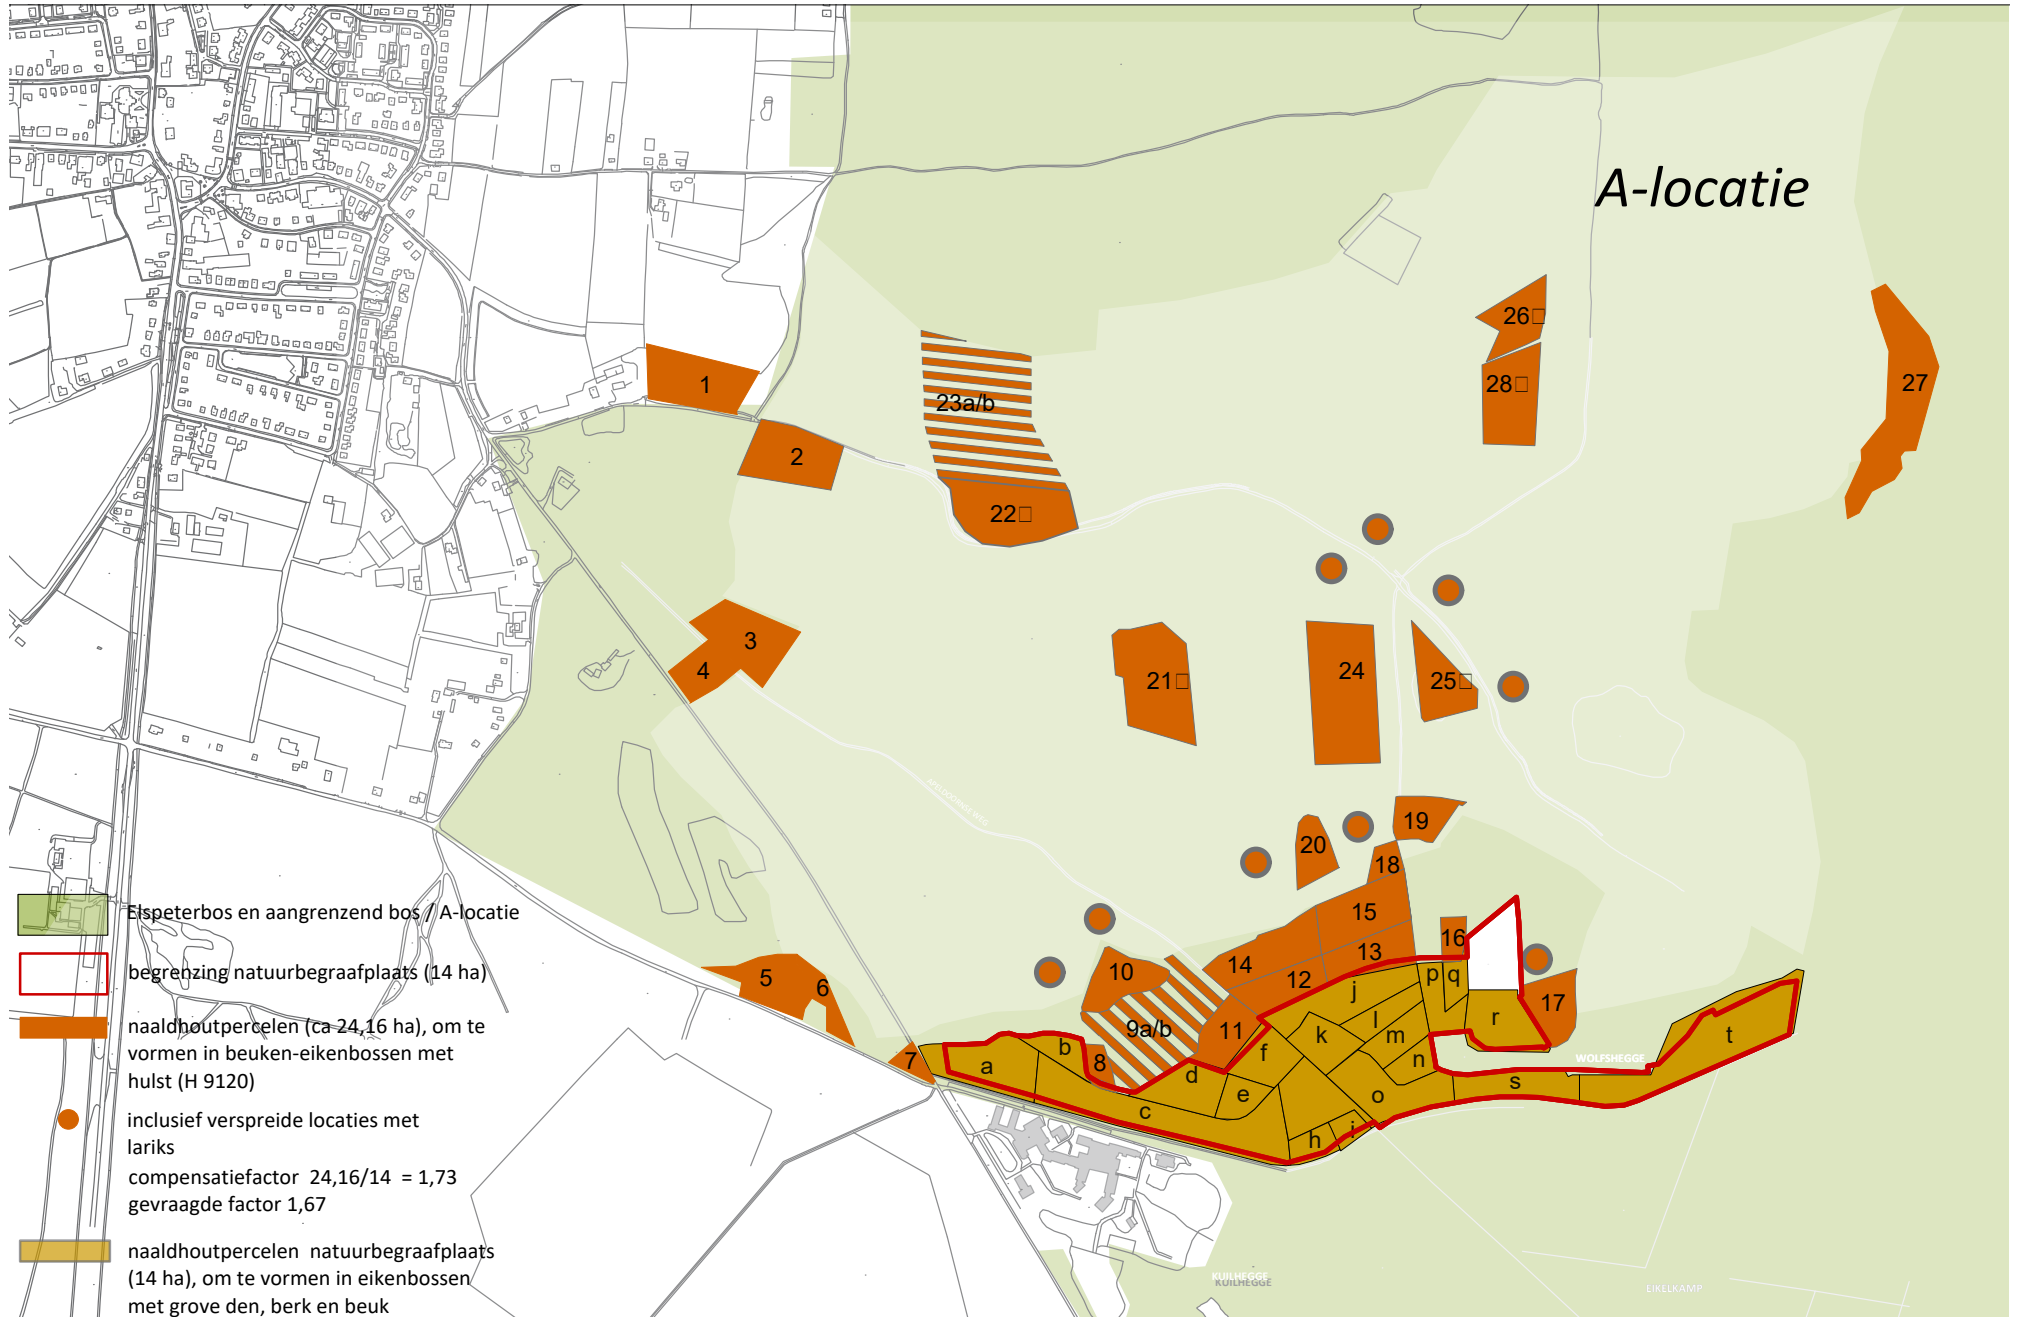 A-locatie
26
1
28
27
23a/b
2
22
3
4
21
24
25
APELDOORNSE WEG
19
20
18
15
Elspeterbos en aangrenzend bos / A-locatie
16
13
14
10
12
begrenzing natuurbegraafplaats (14 ha)
5
6
p
q
j
17
r
naaldhoutpercelen (ca 24,16 ha), om te
vormen in beuken-eikenbossen met
hulst (H 9120)
9a/b
11
l
k
m
t
7
a
b
8
d
f
n
WOLFSHEGGE
e
o
s
c
inclusief verspreide locaties met
lariks
h
i
compensatiefactor 24,16/14 = 1,73
gevraagde factor 1,67
naaldhoutpercelen natuurbegraafplaats
(14 ha), om te vormen in eikenbossen
met grove den, berk en beuk
KUILHEGGE
KUILHEGGE
EIKELKAMP